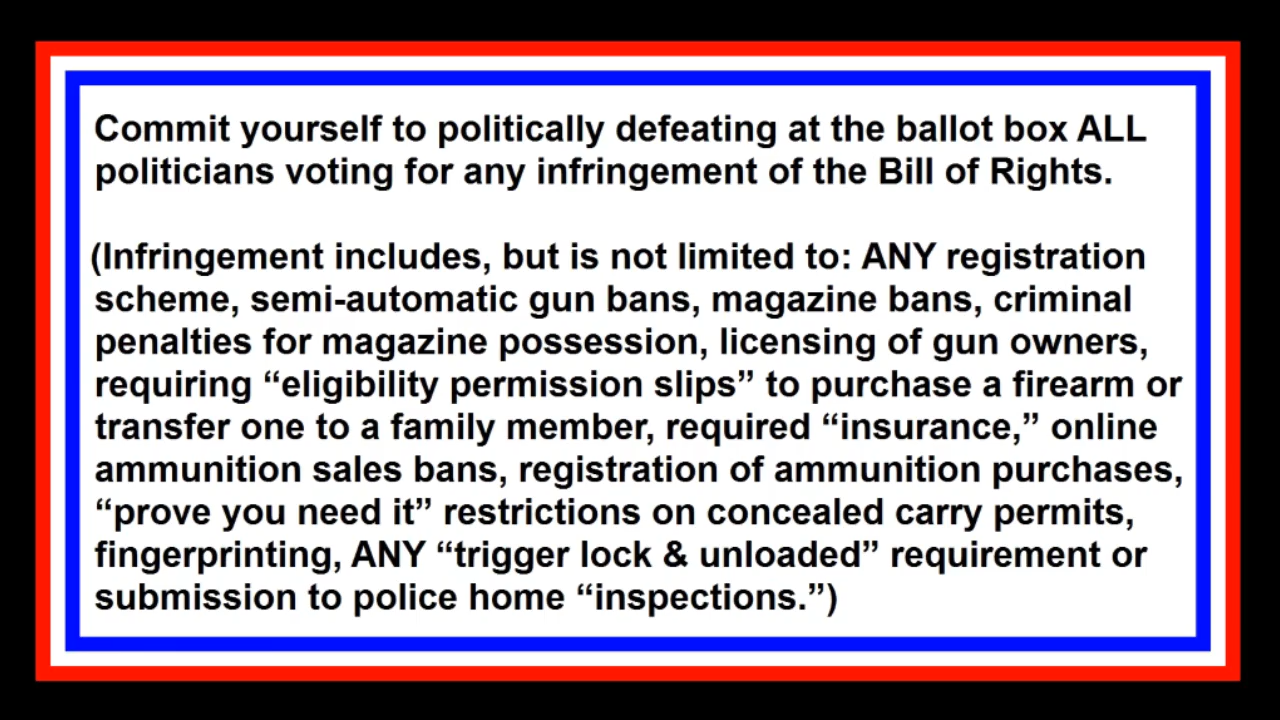 Commit yourself to politically defeating at the ballot box ALL
politicians voting for any infringement of the Bill of Rights.
(Infringement includes, but is not limited to: ANY registration
scheme, semi-automatic gun bans, magazine bans, criminal
penalties for magazine possession, licensing of gun owners,
requiring “eligibility permission slips” to purchase a firearm or
transfer one to a family member, required “insurance,” online
ammunition sales bans, registration of ammunition purchases,
“prove you need it” restrictions on concealed carry permits,
fingerprinting, ANY “trigger lock & unloaded” requirement or
submission to police home “inspections.”)